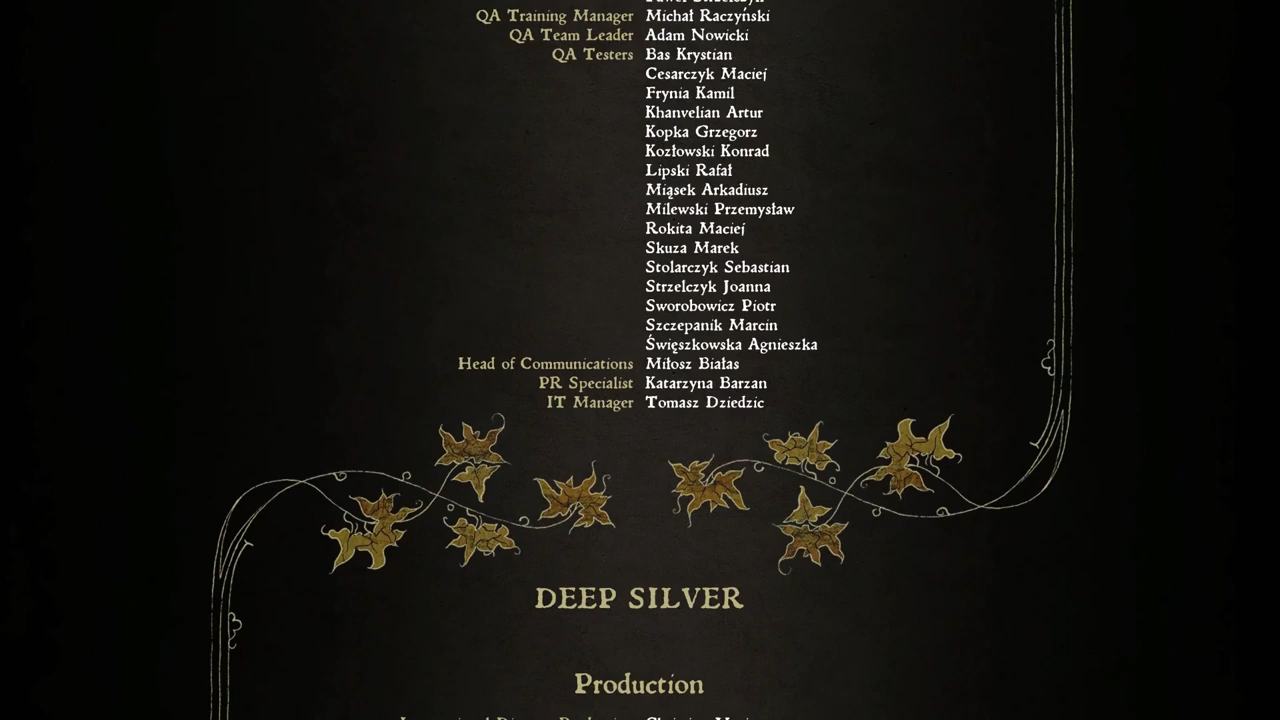 QA Training Manager Michał Raczyński
QA Team Leader Adam Nowicki
QA Testers Bas Krystian
Cesarczyk Maciej
Frynia Kamil
Khanvelian Artur
Kopka Grzegorz
Kozłowski Konrad
Lipski Rafał
Miąsek Arkadiusz
Milewski Przemysław
Rokita Maciej
Skuza Marek
Stolarczyk Sebastian
Strzelczyk Joanna
Sworobowicz Piotr
Szczepanik Marcin
Święszkowska Agnieszka
Head of Communications Miłosz Białas
PR Specialist Katarzyna Barzan
IT Manager Tomasz Dziedzic
DEEP SILVER
Production